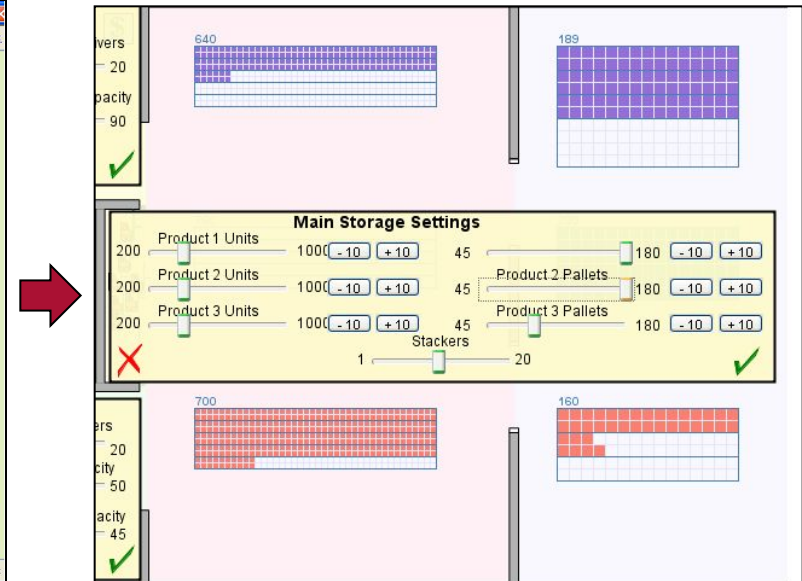 640
189
ivers
20
pacity
90
Main Storage Settings
Product 1 Units
200 1000 - 10 + 10 45 180 - 10 + 10
Product 2 Units Product 2 Pallets
200 1000 - 10 + 10 45 180 - 10 + 10
Product 3 Units Product 3 Pallets
200 1000 - 10 + 10 45 180 - 10 + 10
Stackers
1 20
700
160
ers
20
city
50
acity
45